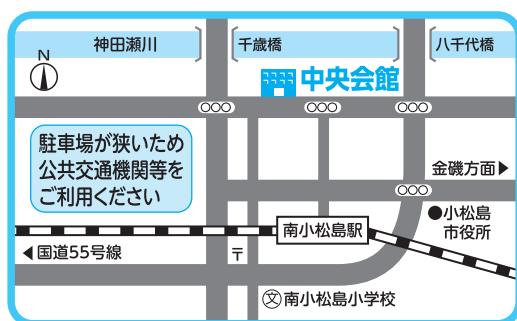 神田瀬川
千歳橋
八千代橋
N
中央会館
駐車場が狭いため
公共交通機関等を
ご利用ください
金磯方面
小松島
市役所
南小松島駅
国道55号線
〒
文
南小松島小学校